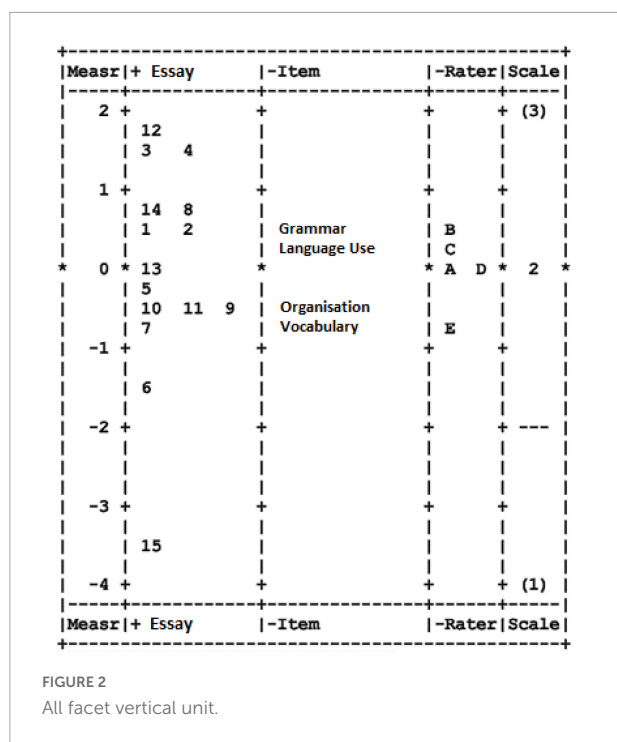 +---------------------------------------------------+
|Measr|+ Essay      |-Item           |-Rater|Scale|
|-----+-------------+----------------+------+-----|
|   2 +             +                +      + (3) |
|     | 12          |                |      |     |
|     | 3   4       |                |      |     |
|     |             |                |      |     |
|   1 +             +                +      +     |
|     | 14  8       |                |      |     |
|     | 1   2       | Grammar        | B    |     |
|     |             | Language Use   | C    |     |
*   0 * 13          *                * A  D *  2  *
|     | 5           |                |      |     |
|     | 10  11  9   | Organisation   |      |     |
|     | 7           | Vocabulary     | E    |     |
|  -1 +             +                +      +     |
|     |             |                |      |     |
|     | 6           |                |      |     |
|     |             |                |      |     |
|  -2 +             +                +      + --- |
|     |             |                |      |     |
|     |             |                |      |     |
|     |             |                |      |     |
|  -3 +             +                +      +     |
|     |             |                |      |     |
|     | 15          |                |      |     |
|     |             |                |      |     |
|  -4 +             +                +      + (1) |
|-----+-------------+----------------+------+-----|
|Measr|+ Essay      |-Item           |-Rater|Scale|
+---------------------------------------------------+
FIGURE 2
All facet vertical unit.